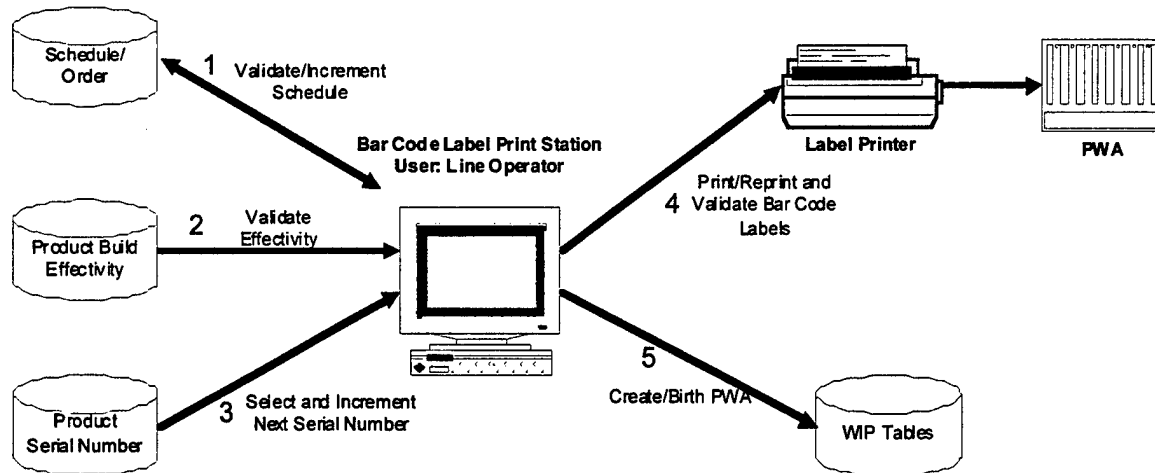 Schedule/
Order
1
Validate/Increment
Schedule
Bar Code Label Print Station
User: Line Operator
Label Printer
PWA
2
Validate
Effectivity
Product Build
Effectivity
4
Print/Reprint and
Validate Bar Code
Labels
3
Select and Increment
Next Serial Number
Product
Serial Number
5
Create/Birth PWA
WIP Tables